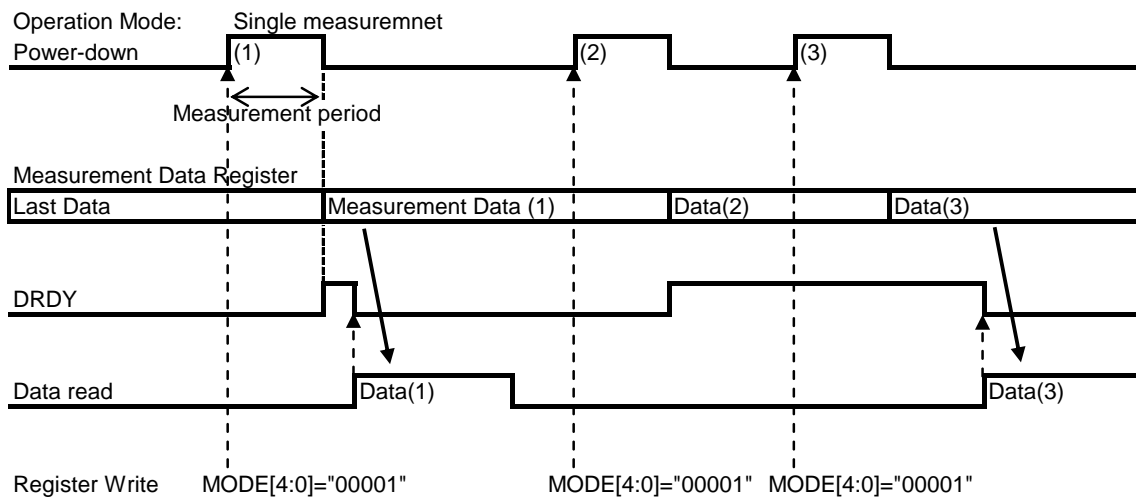 Operation Mode: Single measuremnet
Power-down
(1) (2) (3)
Measurement period
Measurement Data Register
Last Data Measurement Data (1) Data(2) Data(3)
DRDY
Data read Data(1) Data(3)
Register Write MODE[4:0]="00001" MODE[4:0]="00001" MODE[4:0]="00001"